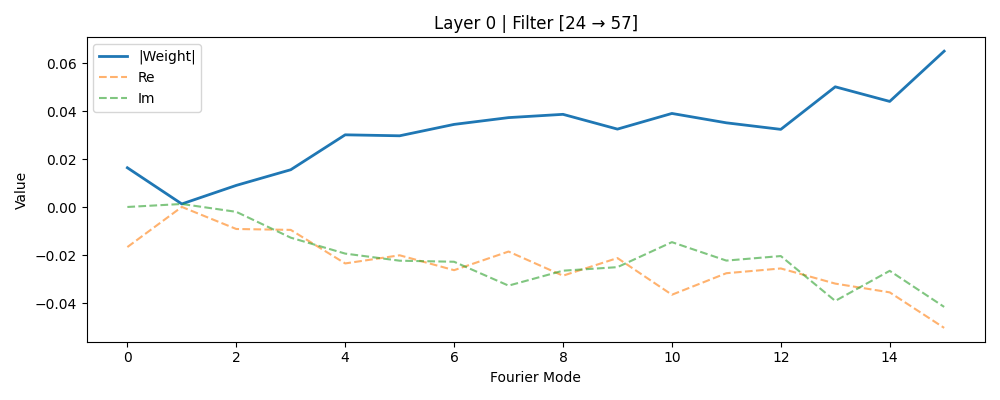 Layer 0 | Filter [24 → 57]
|Weight|
Re
Im
Value
0.06
0.04
0.02
0.00
−0.02
−0.04
0 2 4 6 8 10 12 14
Fourier Mode